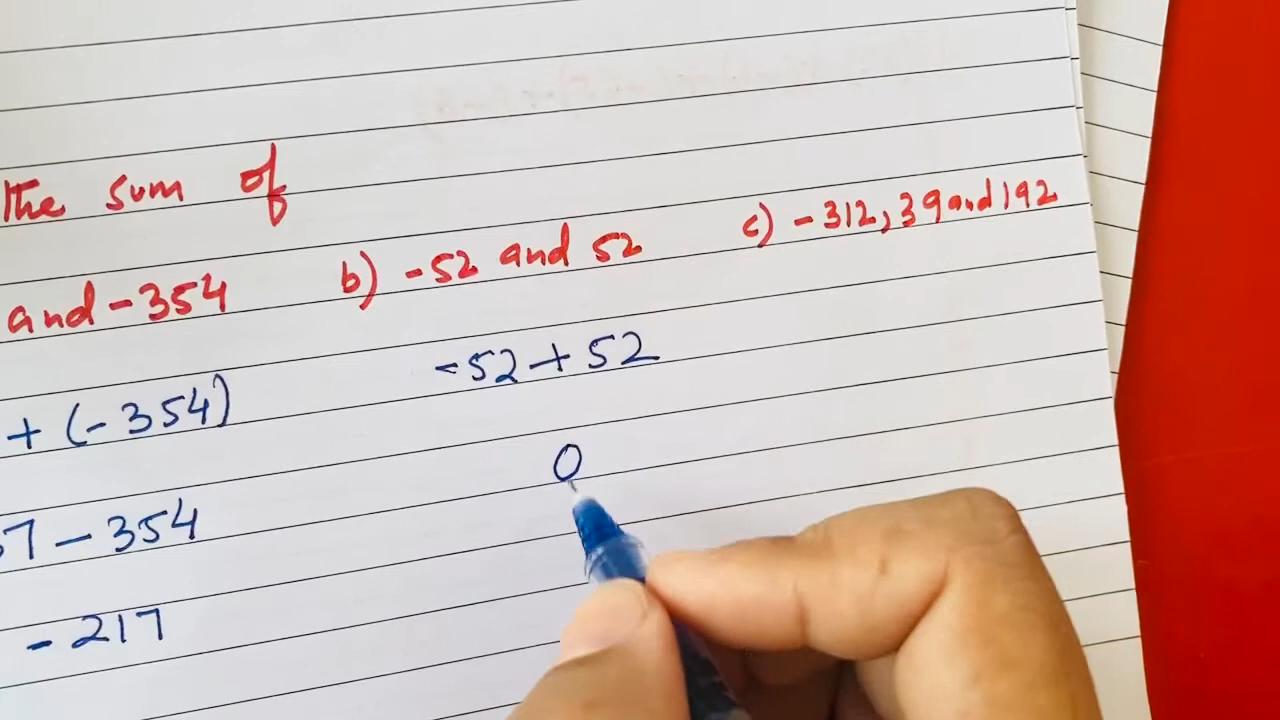 the sum of
and -354 b) -52 and 52 c) -312, 39 and 192
+ (-354) -52 + 52
7 - 354 0
- 217